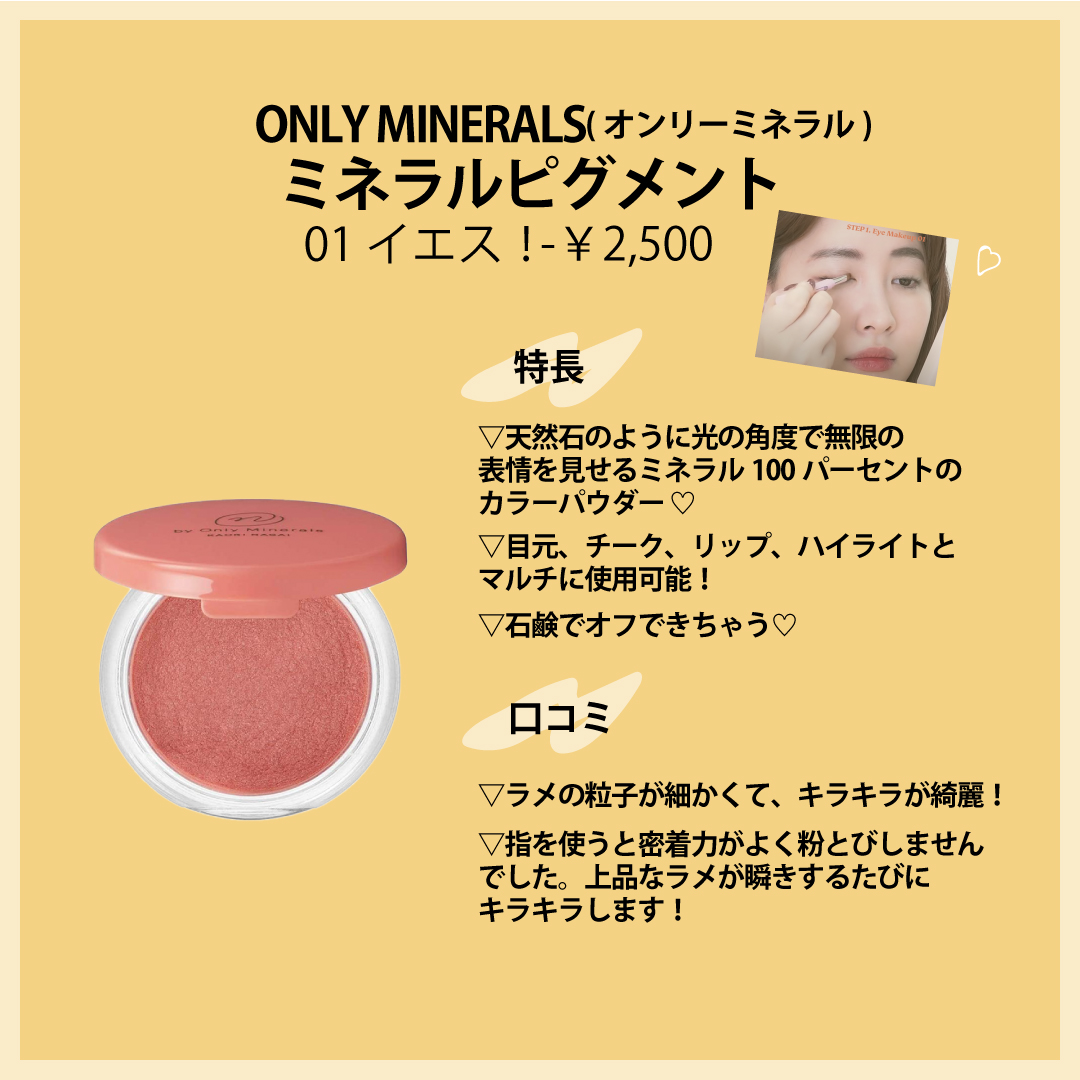 ONLY MINERALS(オンリーミネラル)
ミネラルピグメント
01 イエス！-￥2,500
STEP1. Eye Makeup 01
特長
▽天然石のように光の角度で無限の
表情を見せるミネラル 100 パーセントの
カラーパウダー♡
▽目元、チーク、リップ、ハイライトと
マルチに使用可能！
▽石鹸でオフできちゃう♡
by Only Minerals
口コミ
▽ラメの粒子が細かくて、キラキラが綺麗！
▽指を使うと密着力がよく粉とびしません
でした。上品なラメが瞬きするたびに
キラキラします！